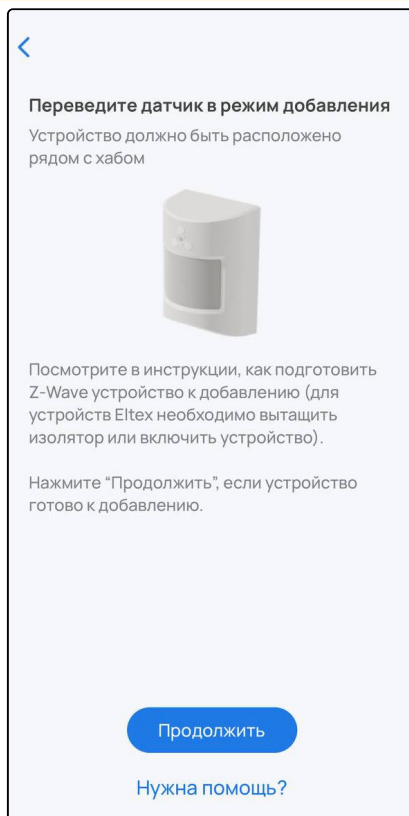 Переведите датчик в режим добавления
Устройство должно быть расположено
рядом с хабом
Посмотрите в инструкции, как подготовить
Z-Wave устройство к добавлению (для
устройств Eltex необходимо вытащить
изолятор или включить устройство).
Нажмите “Продолжить”, если устройство
готово к добавлению.
Продолжить
Нужна помощь?